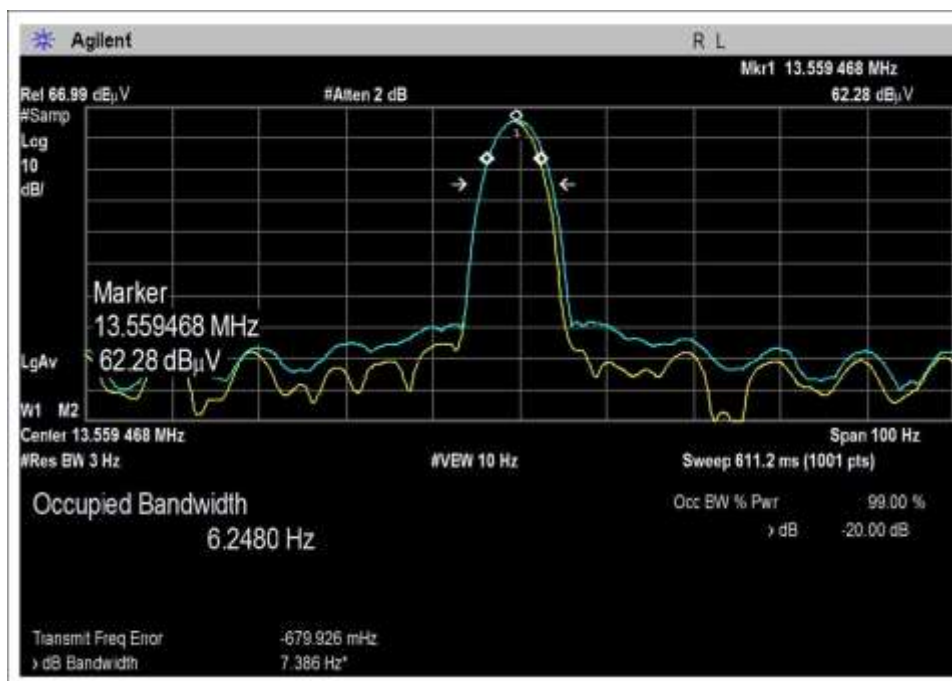 Agilent R L
Mkr1 13.559 468 MHz
Ref 66.99 dBµV #Atten 2 dB 62.28 dBµV
#Samp
Log
10
dB/
1
Marker
13.559468 MHz
62.28 dBµV
LgAv
W1 M2
Center 13.559 468 MHz Span 100 Hz
#Res BW 3 Hz #VBW 10 Hz Sweep 611.2 ms (1001 pts)
Occupied Bandwidth Occ BW % Pwr 99.00 %
6.2480 Hz x dB -20.00 dB
Transmit Freq Error -679.926 mHz
x dB Bandwidth 7.386 Hz*